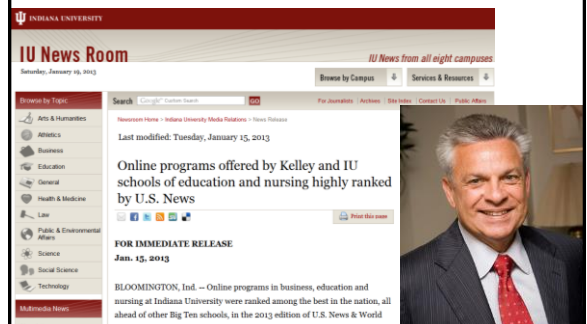 INDIANA UNIVERSITY
IU News Room
IU News from all eight campuses
Saturday, January 19, 2013
Browse by Campus
Services & Resources
Browse by Topic
Arts & Humanities
Athletics
Business
Education
General
Health & Medicine
Law
Public & Environmental
Affairs
Science
Social Science
Technology
Multimedia News
Search Google™ Custom Search GO
For Journalists | Archives | Site Index | Contact Us | Public Affairs
Newsroom Home > Indiana University Media Relations > News Release
Last modified: Tuesday, January 15, 2013
Online programs offered by Kelley and IU
schools of education and nursing highly ranked
by U.S. News
Print this page
FOR IMMEDIATE RELEASE
Jan. 15, 2013
BLOOMINGTON, Ind. -- Online programs in business, education and
nursing at Indiana University were ranked among the best in the nation, all
ahead of other Big Ten schools, in the 2013 edition of U.S. News & World